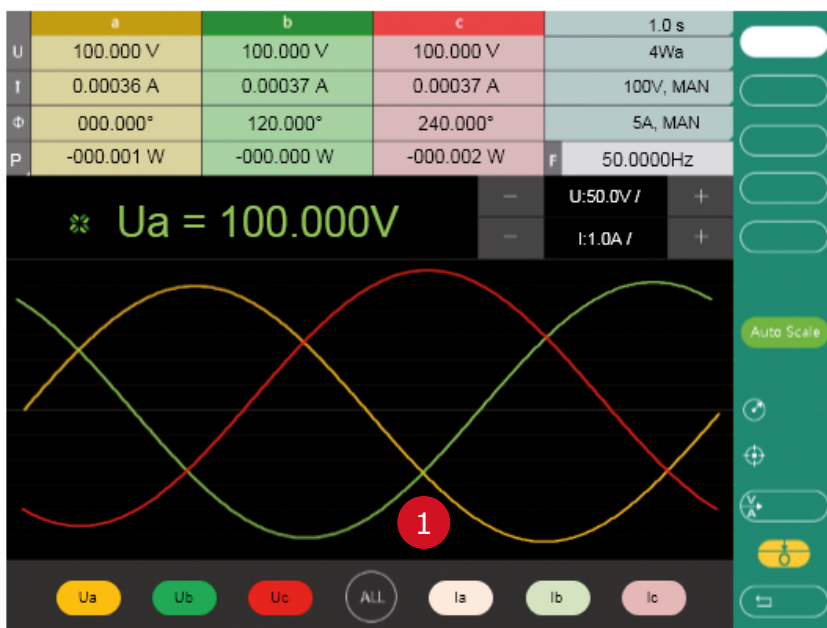 a b c 1.0 s
U 100.000 V 100.000 V 100.000 V 4Wa
I 0.00036 A 0.00037 A 0.00037 A 100V, MAN
Φ 000.000° 120.000° 240.000° 5A, MAN
P -000.001 W -000.000 W -000.002 W F 50.0000Hz
Ua = 100.000V
− U:50.0V / +
− I:1.0A / +
Auto Scale
V
A
1
Ua Ub Uc ALL Ia Ib Ic